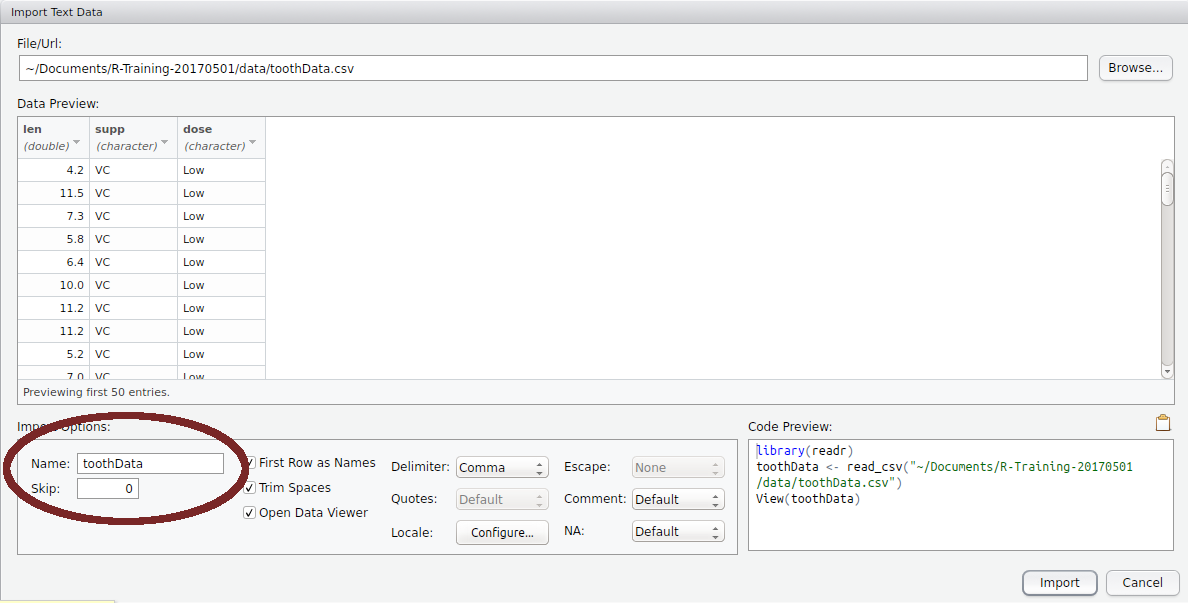 Import Text Data
File/Url:
~/Documents/R-Training-20170501/data/toothData.csv
Browse...
Data Preview:
len supp dose
(double) (character) (character)
4.2 VC Low
11.5 VC Low
7.3 VC Low
5.8 VC Low
6.4 VC Low
10.0 VC Low
11.2 VC Low
11.2 VC Low
5.2 VC Low
7.0 VC Low
Previewing first 50 entries.
Import Options:
Name: toothData
Skip: 0
First Row as Names
Trim Spaces
Open Data Viewer
Delimiter: Comma
Quotes: Default
Locale: Configure...
Escape: None
Comment: Default
NA: Default
Code Preview:
library(readr)
toothData <- read_csv("~/Documents/R-Training-20170501
/data/toothData.csv")
View(toothData)
Import Cancel